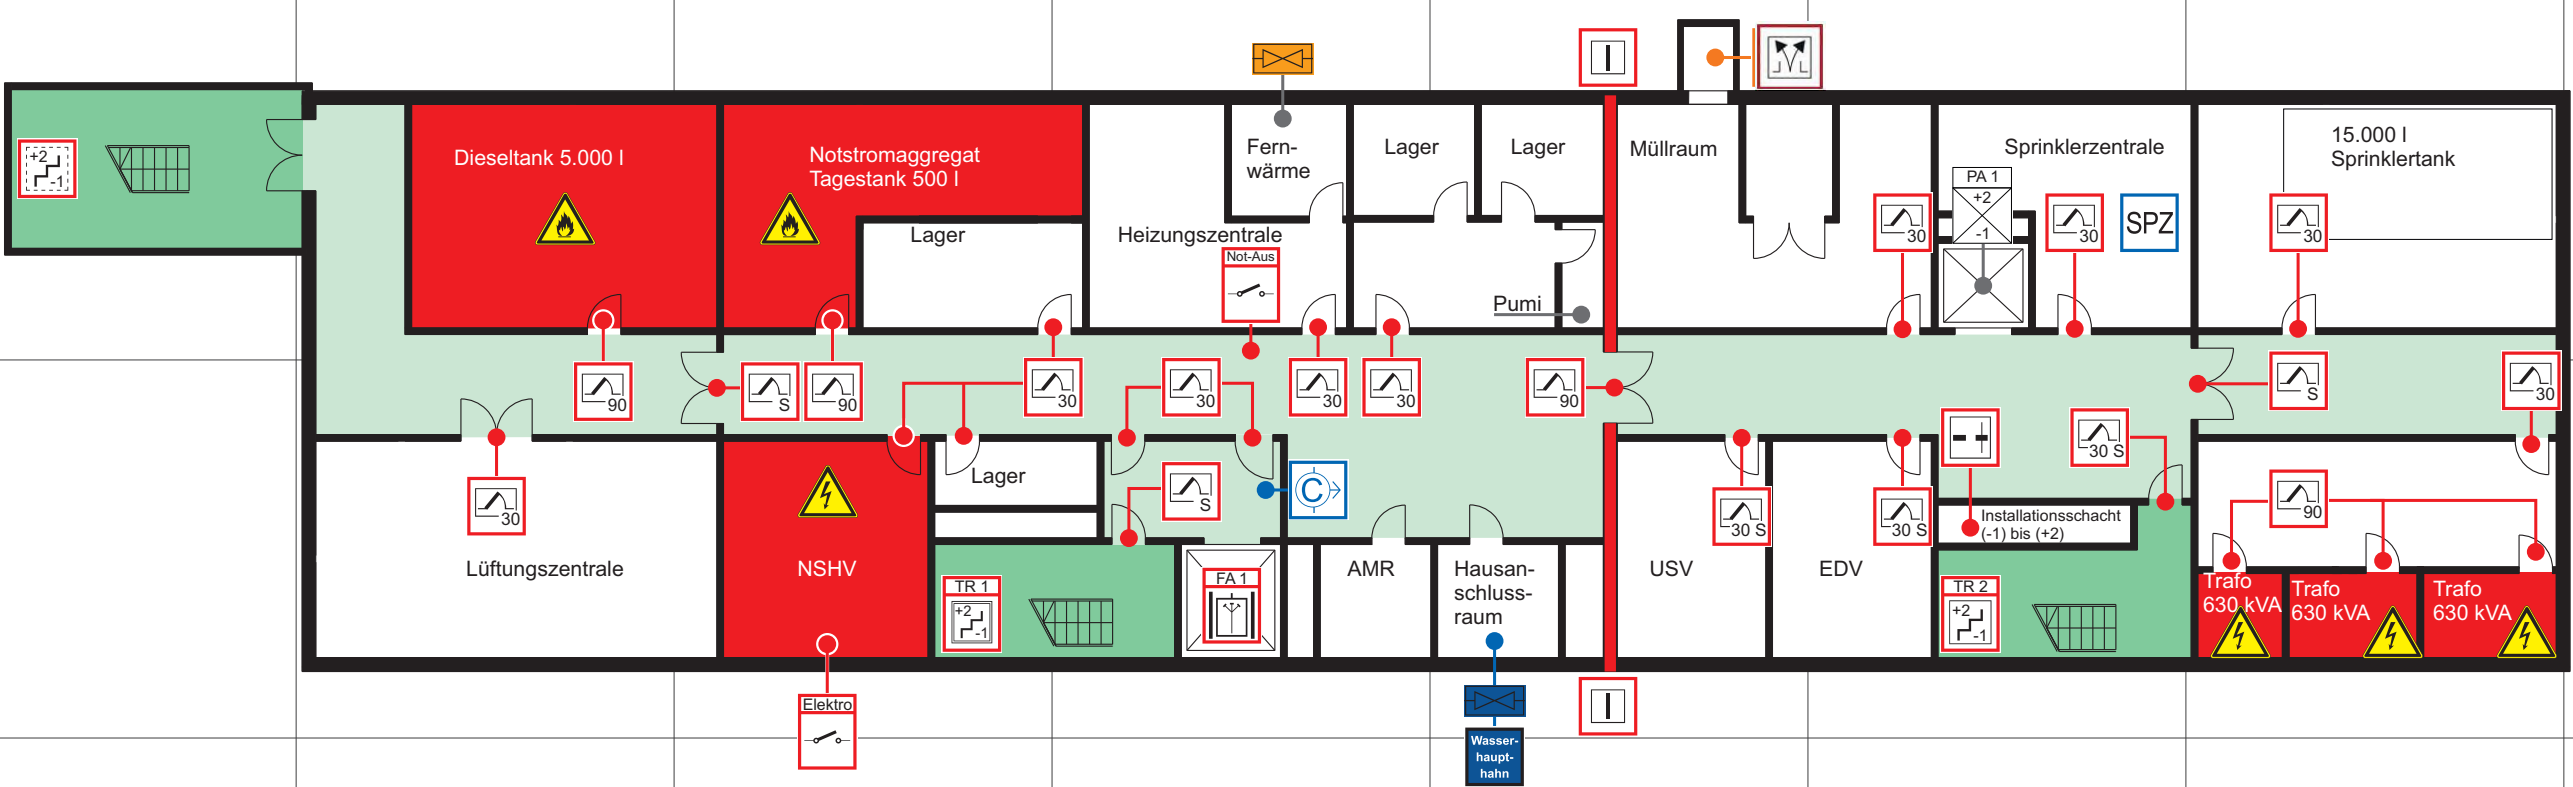 +2
-1
Dieseltank 5.000 l
Notstromaggregat
Tagestank 500 l
Lager
Heizungszentrale
Not-Aus
Fern-
wärme
Lager
Lager
Pumi
Müllraum
30
PA 1
+2
-1
Sprinklerzentrale
30
SPZ
15.000 l
Sprinklertank
30
90
S
90
30
30
30
30
90
S
30
30
Lüftungszentrale
NSHV
Elektro
Lager
S
TR 1
+2
-1
FA 1
C
AMR
Hausan-
schluss-
raum
Wasser-
haupt-
hahn
USV
30 S
EDV
30 S
30 S
Installationsschacht
(-1) bis (+2)
TR 2
+2
-1
90
Trafo
630 kVA
Trafo
630 kVA
Trafo
630 kVA